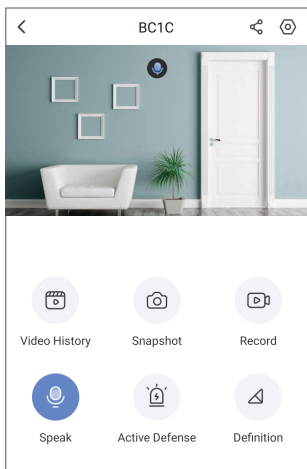 BC1C
Video History
Snapshot
Record
Speak
Active Defense
Definition